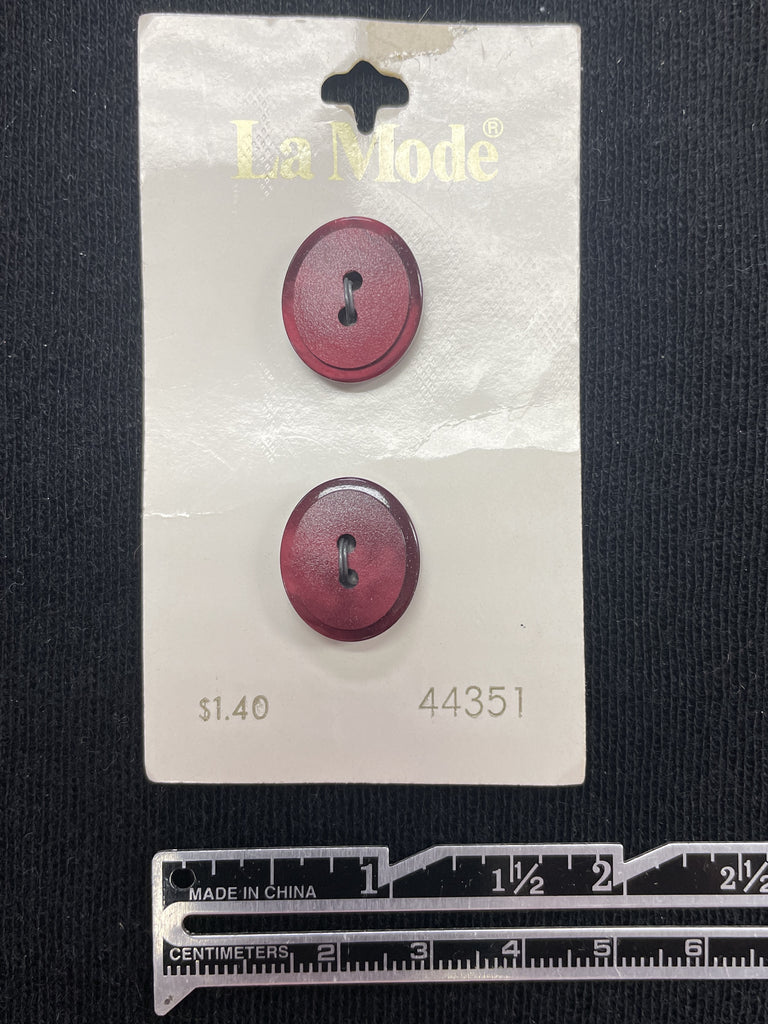 La Mode®
$1.40 44351
1 1½ 2 2½
MADE IN CHINA
CENTIMETERS 2 3 4 5 6